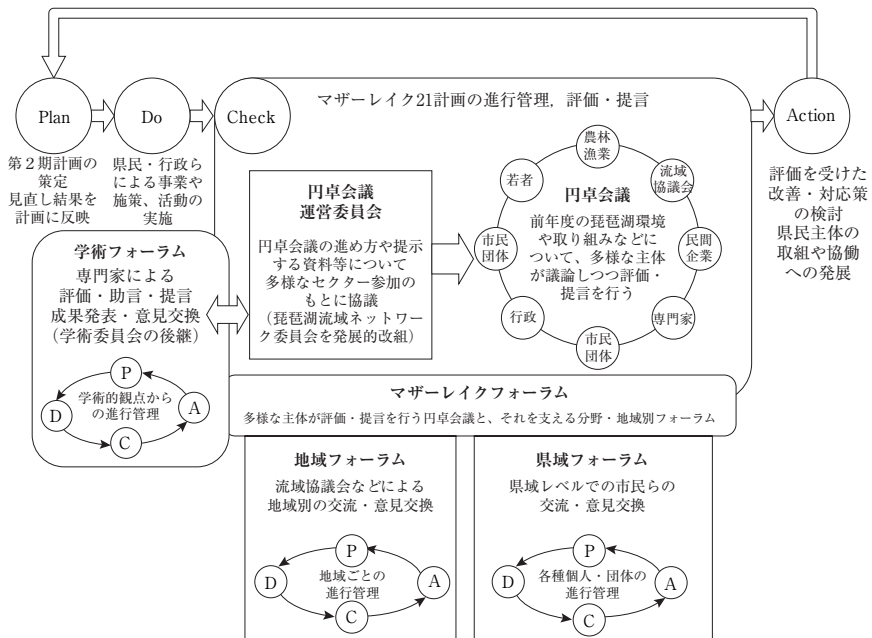 Plan
Do
Check
Action
第２期計画の
策定
見直し結果を
計画に反映
県民・行政ら
による事業や
施策、活動の
実施
マザーレイク21計画の進行管理，評価・提言
評価を受けた
改善・対応策
の検討
県民主体の
取組や協働
への発展
円卓会議
運営委員会
円卓会議の進め方や提示
する資料等について
多様なセクター参加の
もとに協議
（琵琶湖流域ネットワー
ク委員会を発展的改組）
農林
漁業
流域
協議会
民間
企業
専門家
市民
団体
行政
市民
団体
若者
円卓会議
前年度の琵琶湖環境
や取り組みなどに
ついて、多様な主体
が議論しつつ評価・
提言を行う
学術フォーラム
専門家による
評価・助言・提言
成果発表・意見交換
（学術委員会の後継）
P
D
A
C
学術的観点から
の進行管理
マザーレイクフォーラム
多様な主体が評価・提言を行う円卓会議と、それを支える分野・地域別フォーラム
地域フォーラム
流域協議会などによる
地域別の交流・意見交換
P
D
A
C
地域ごとの
進行管理
県域フォーラム
県域レベルでの市民らの
交流・意見交換
P
D
A
C
各種個人・団体の
進行管理